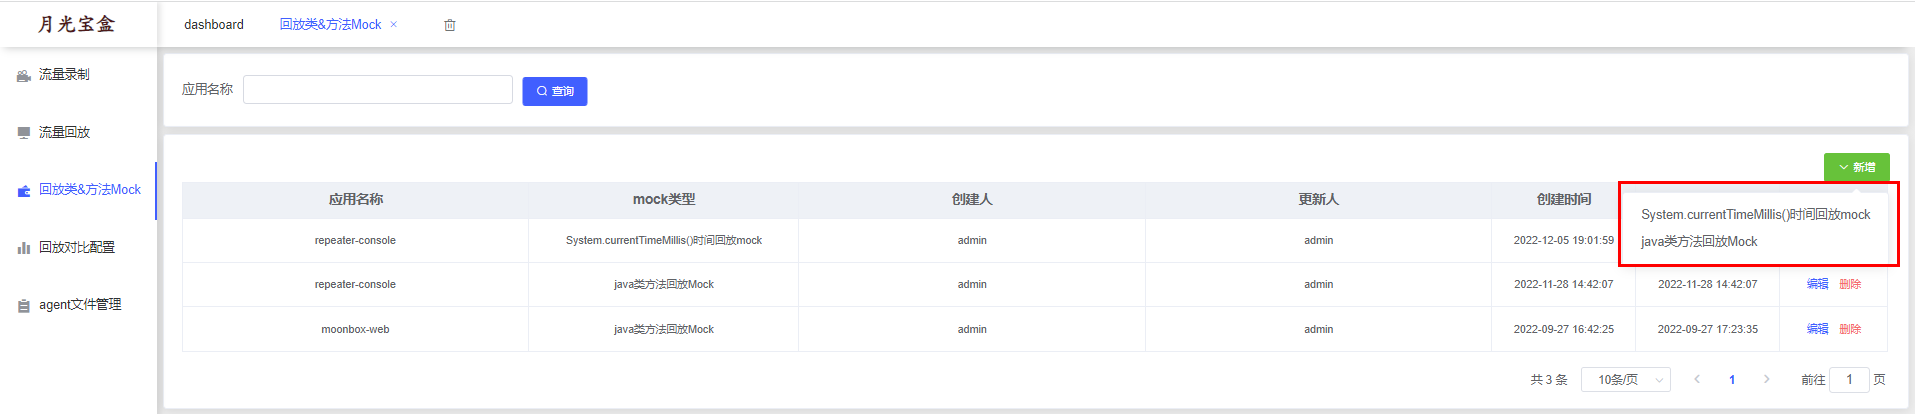 月光宝盒
dashboard 回放类&方法Mock ×
流量录制
流量回放
回放类&方法Mock
回放对比配置
agent文件管理
应用名称 查询
新增
System.currentTimeMillis()时间回放mock
java类方法回放Mock
应用名称 mock类型 创建人 更新人 创建时间
repeater-console System.currentTimeMillis()时间回放mock admin admin 2022-12-05 19:01:59
repeater-console java类方法回放Mock admin admin 2022-11-28 14:42:07 2022-11-28 14:42:07 编辑 删除
moonbox-web java类方法回放Mock admin admin 2022-09-27 16:42:25 2022-09-27 17:23:35 编辑 删除
共 3 条 10条/页 1 前往 1 页